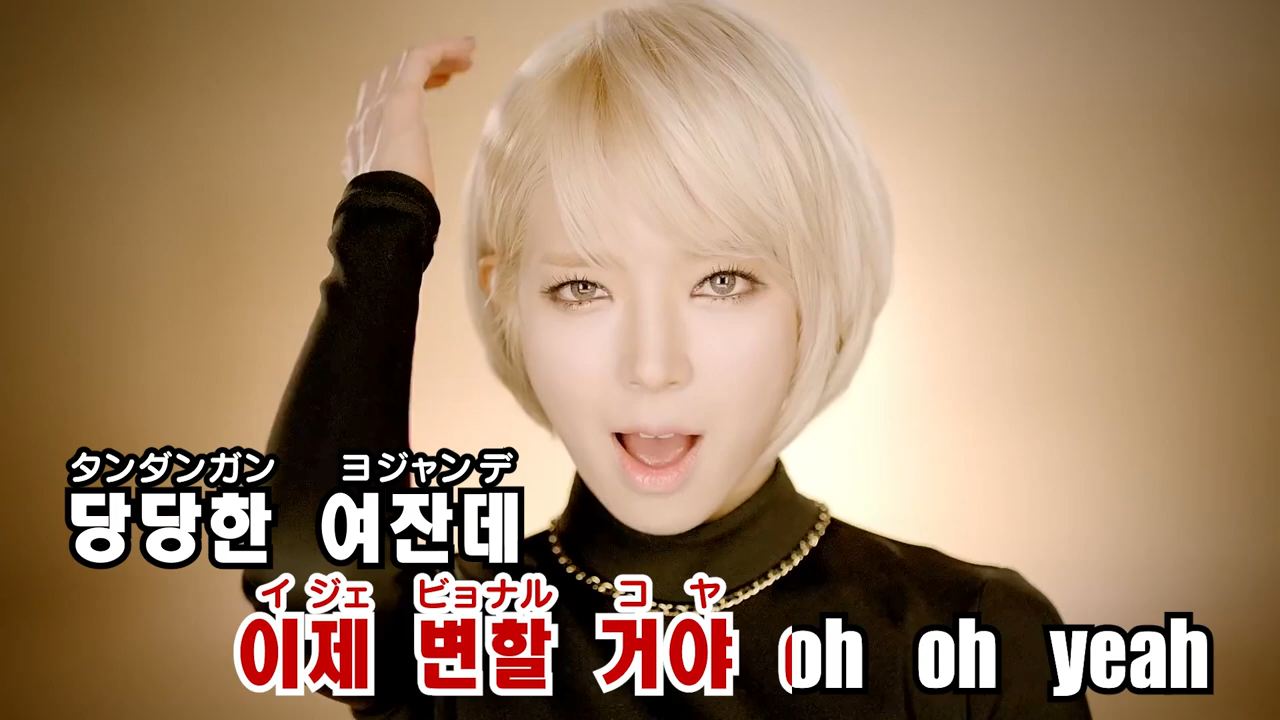 タンダンガン ヨジャンデ
당당한 여잔데
イジェ ビョナル コヤ
이제 변할 거야 oh oh yeah